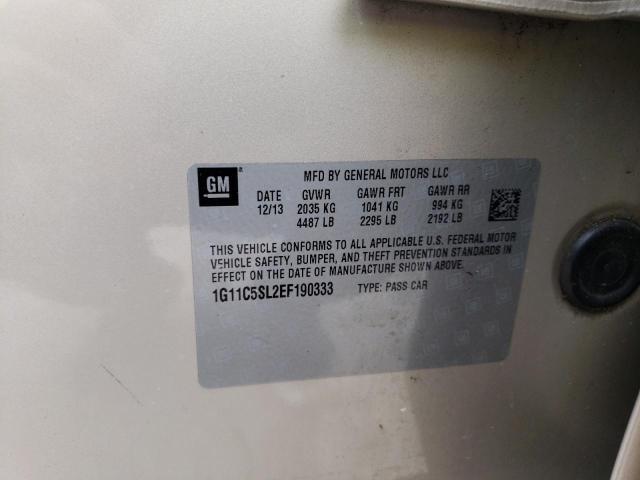 GM
MFD BY GENERAL MOTORS LLC
DATE GVWR GAWR FRT GAWR RR
12/13 2035 KG 1041 KG 994 KG
4487 LB 2295 LB 2192 LB
THIS VEHICLE CONFORMS TO ALL APPLICABLE U.S. FEDERAL MOTOR
VEHICLE SAFETY, BUMPER, AND THEFT PREVENTION STANDARDS IN
EFFECT ON THE DATE OF MANUFACTURE SHOWN ABOVE.
1G11C5SL2EF190333 TYPE: PASS CAR